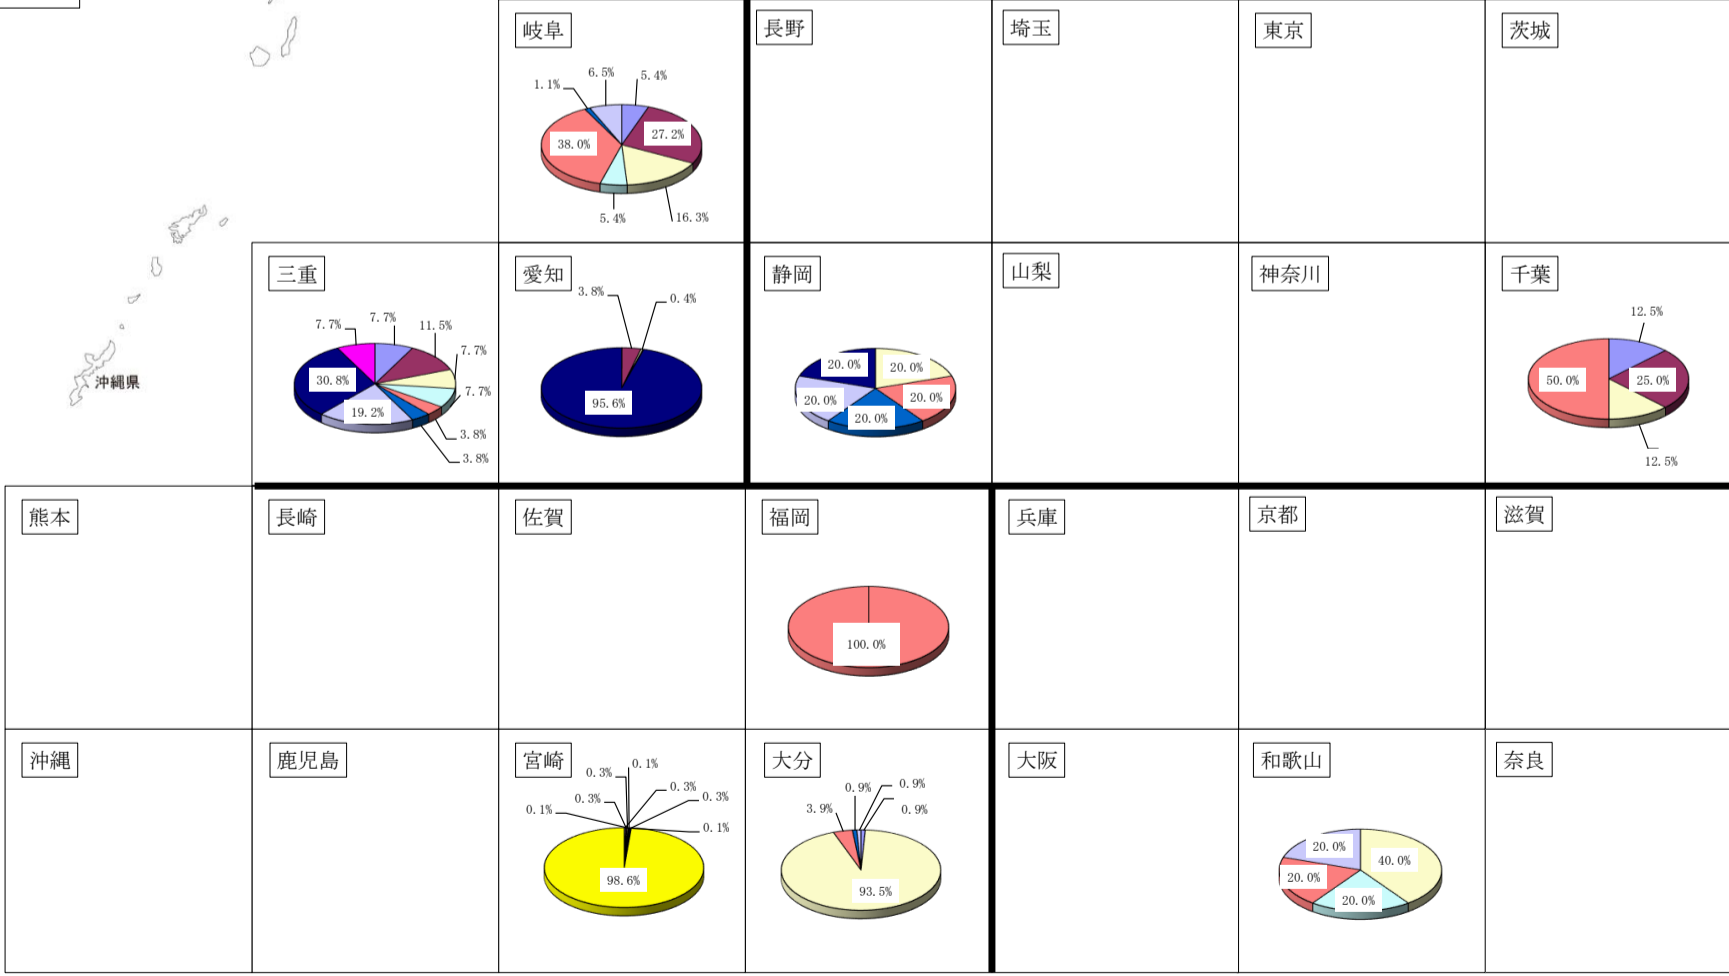 岐阜
6.5%
5.4%
1.1%
27.2%
38.0%
5.4%
16.3%
長野
埼玉
東京
茨城
沖縄県
三重
7.7%
7.7%
11.5%
7.7%
30.8%
7.7%
19.2%
3.8%
3.8%
愛知
3.8%
0.4%
95.6%
静岡
20.0%
20.0%
20.0%
20.0%
20.0%
山梨
神奈川
千葉
12.5%
50.0%
25.0%
12.5%
熊本
長崎
佐賀
福岡
100.0%
兵庫
京都
滋賀
沖縄
鹿児島
宮崎
0.1%
0.3%
0.3%
0.3%
0.3%
0.1%
0.1%
98.6%
大分
0.9%
0.9%
3.9%
0.9%
93.5%
大阪
和歌山
20.0%
40.0%
20.0%
20.0%
奈良